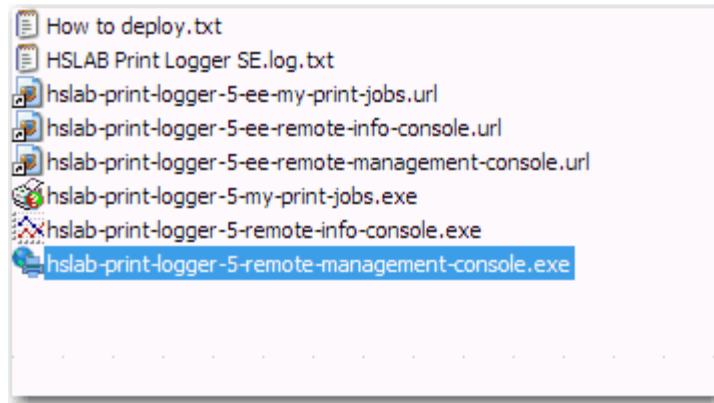 How to deploy.txt
HSLAB Print Logger SE.log.txt
hslab-print-logger-5-ee-my-print-jobs.url
hslab-print-logger-5-ee-remote-info-console.url
hslab-print-logger-5-ee-remote-management-console.url
hslab-print-logger-5-my-print-jobs.exe
hslab-print-logger-5-remote-info-console.exe
hslab-print-logger-5-remote-management-console.exe